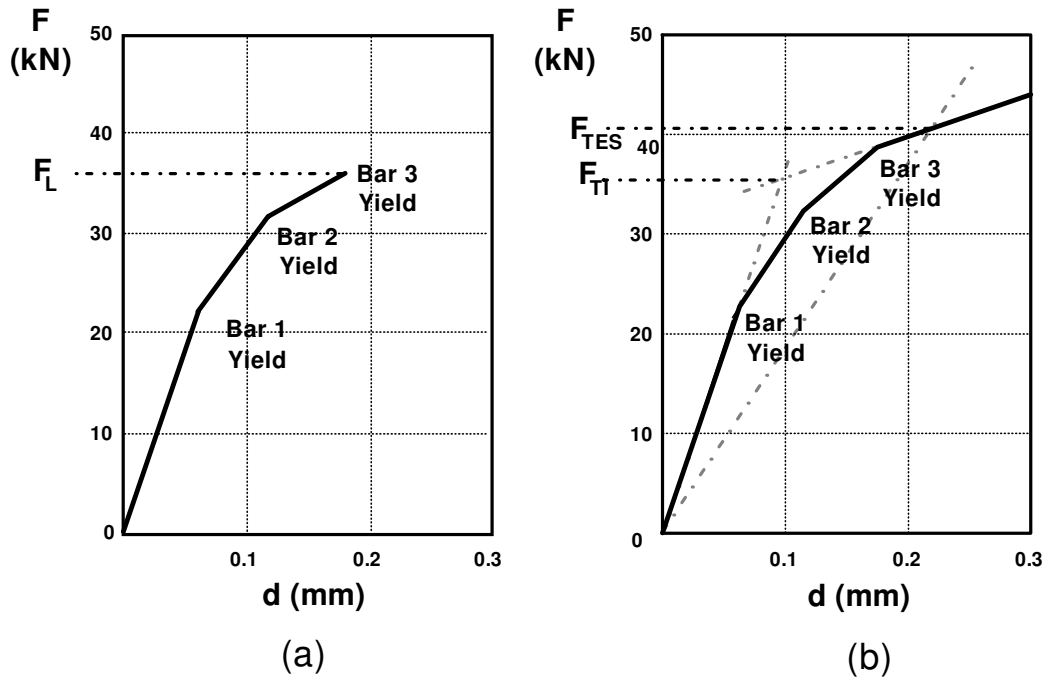 F
(kN)
50
40
F_L
30
20
10
0
Bar 3
Yield
Bar 2
Yield
Bar 1
Yield
0.1
0.2
0.3
d (mm)
(a)
F
(kN)
50
F_TES
40
F_TI
30
20
10
0
Bar 3
Yield
Bar 2
Yield
Bar 1
Yield
0.1
0.2
0.3
d (mm)
(b)